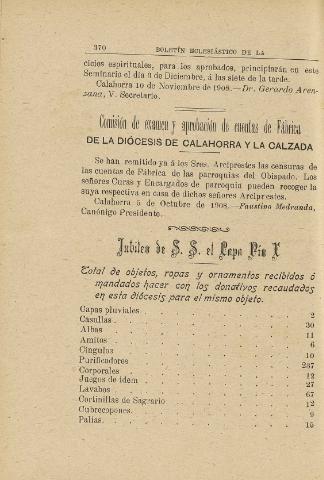 370 BOLETÍN ECLESIÁSTICO DE LA
cicios espirituales, para los aprobados, principiarán en este
Seminario el día 9 de Diciembre, á las siete de la tarde.
Calahorra 10 de Noviembre de 1908.—Dr. Gerardo Aren-
zana, V. Secretario.
Comisión de examen y aprobación de cuentas de Fábrica
DE LA DIÓCESIS DE CALAHORRA Y LA CALZADA
Se han remitido ya á los Sres. Arciprestes las censuras de
las cuentas de Fábrica de las parroquias del Obispado. Los
señores Curas y Encargados de parroquia pueden recoger la
suya respectiva en casa de dichos señores Arciprestes.
Calahorra 5 de Octubre de 1908.—Faustino Medranda,
Canónigo Presidente.
Jubileo de S. S. el Papa Pío X
Total de objetos, ropas y ornamentos recibidos ó
mandados hacer con los donativos recaudados
en esta diócesis para el mismo objeto.
Capas pluviales . . . . . 2
Casullas . . . . . 30
Albas . . . . . 11
Amitos . . . . . 6
Cíngulos . . . . . 10
Purificadores . . . . . 287
Corporales . . . . . 12
Juegos de idem . . . . . 27
Lavabos . . . . . 67
Cortinillas de Sagrario . . . . . 12
Cubrecopones . . . . . 9
Palias . . . . . 15